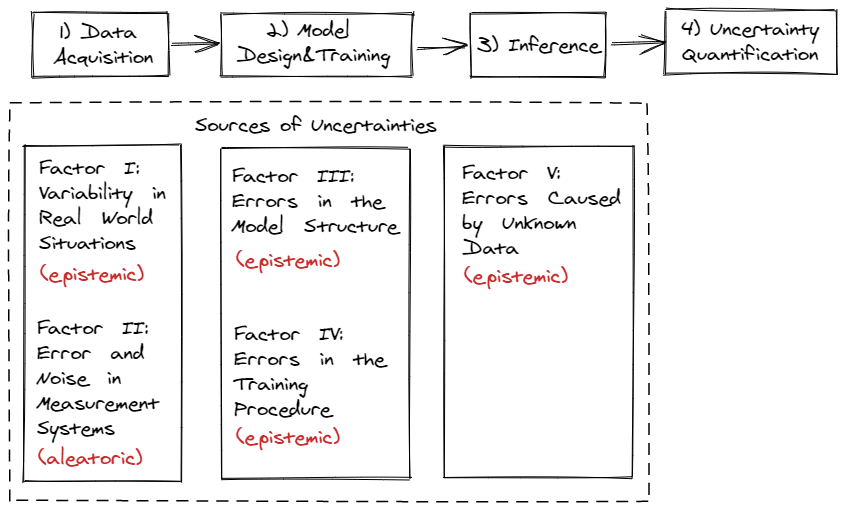 1) Data
Acquisition
2) Model
Design&Training
3) Inference
4) Uncertainty
Quantification
Sources of Uncertainties
Factor I:
Variability in
Real World
Situations
(epistemic)
Factor II:
Error and
Noise in
Measurement
Systems
(aleatoric)
Factor III:
Errors in the
Model Structure
(epistemic)
Factor IV:
Errors in the
Training
Procedure
(epistemic)
Factor V:
Errors Caused
by Unknown
Data
(epistemic)